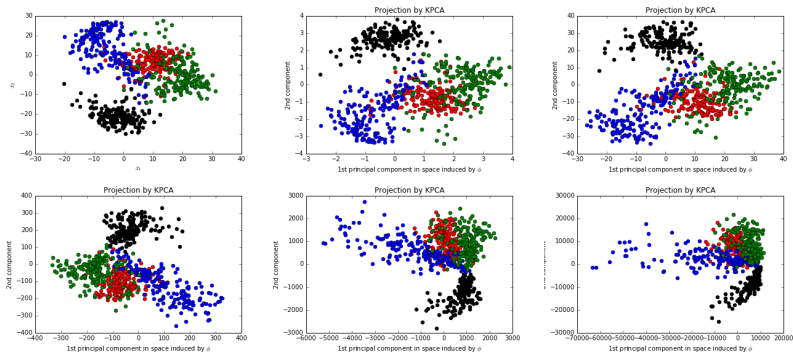 30
20
10
0
-10
-20
-30
-40
-30 -20 -10 0 10 20 30 40
z₁
z₂
Projection by KPCA
4
3
2
1
0
-1
-2
-3
-4
-3 -2 -1 0 1 2 3 4
1st principal component in space induced by ϕ
2nd component
Projection by KPCA
40
30
20
10
0
-10
-20
-30
-40
-30 -20 -10 0 10 20 30 40
1st principal component in space induced by ϕ
2nd component
Projection by KPCA
400
300
200
100
0
-100
-200
-300
-400
-400 -300 -200 -100 0 100 200 300 400
1st principal component in space induced by ϕ
2nd component
Projection by KPCA
3000
2000
1000
0
-1000
-2000
-3000
-6000 -5000 -4000 -3000 -2000 -1000 0 1000 2000 3000
1st principal component in space induced by ϕ
2nd component
Projection by KPCA
30000
20000
10000
0
-10000
-20000
-30000
-70000 -60000 -50000 -40000 -30000 -20000 -10000 0 10000 20000
1st principal component in space induced by ϕ